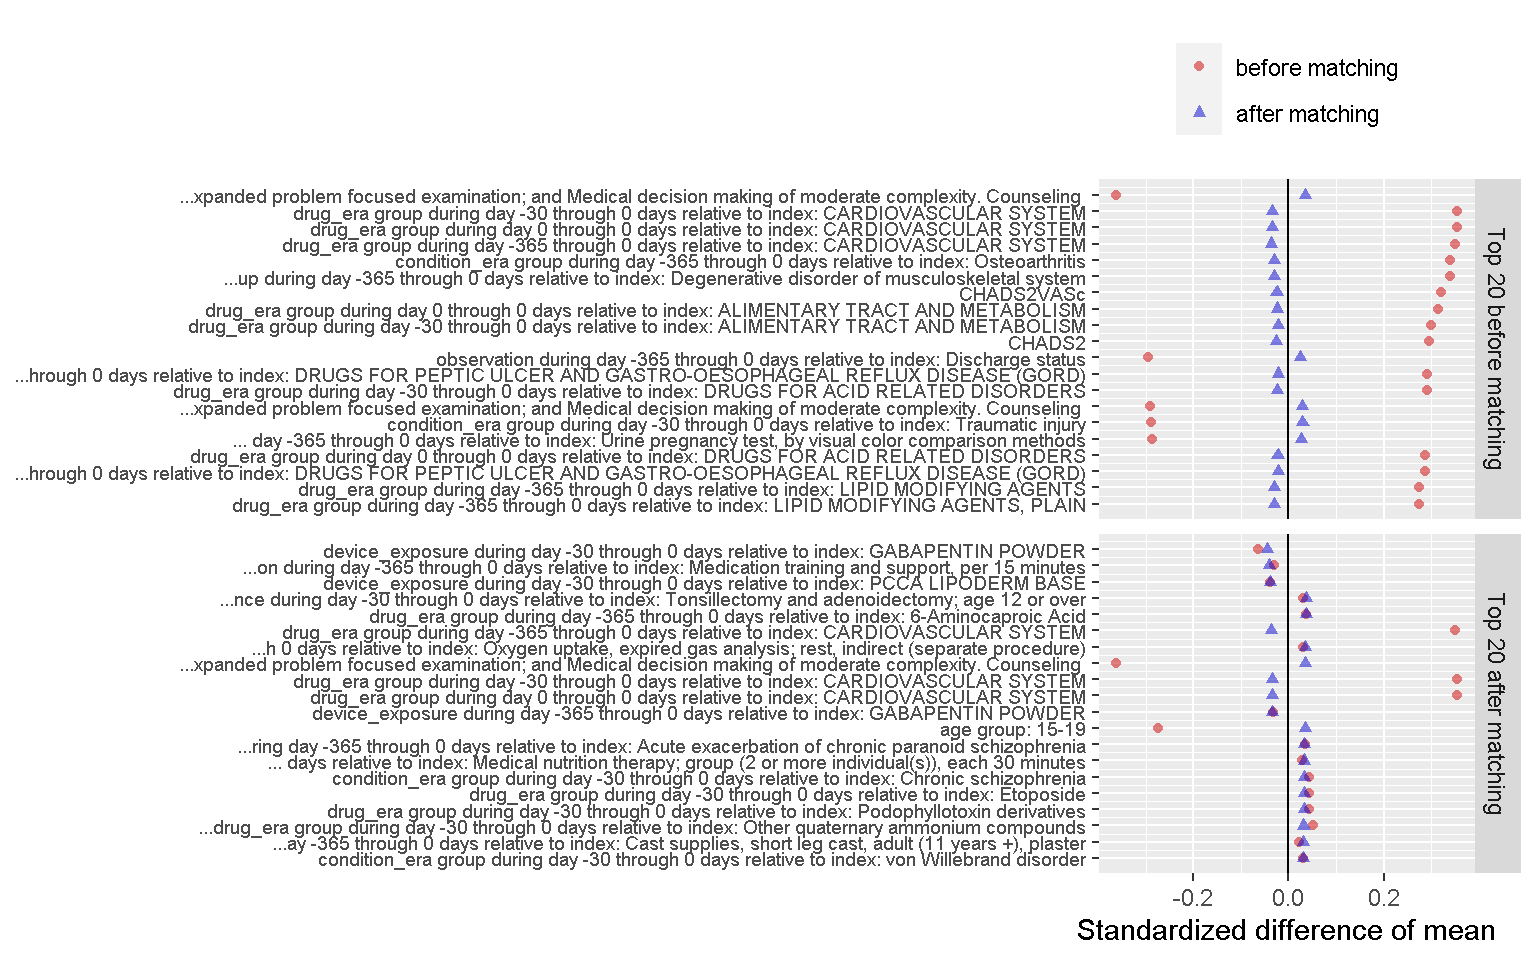 before matching
after matching
...xpanded problem focused examination; and Medical decision making of moderate complexity. Counseling
drug_era group during day -30 through 0 days relative to index: CARDIOVASCULAR SYSTEM
drug_era group during day 0 through 0 days relative to index: CARDIOVASCULAR SYSTEM
drug_era group during day -365 through 0 days relative to index: CARDIOVASCULAR SYSTEM
condition_era group during day -365 through 0 days relative to index: Osteoarthritis
...up during day -365 through 0 days relative to index: Degenerative disorder of musculoskeletal system
CHADS2VASc
drug_era group during day 0 through 0 days relative to index: ALIMENTARY TRACT AND METABOLISM
drug_era group during day -30 through 0 days relative to index: ALIMENTARY TRACT AND METABOLISM
CHADS2
observation during day -365 through 0 days relative to index: Discharge status
...hrough 0 days relative to index: DRUGS FOR PEPTIC ULCER AND GASTRO-OESOPHAGEAL REFLUX DISEASE (GORD)
drug_era group during day -30 through 0 days relative to index: DRUGS FOR ACID RELATED DISORDERS
...xpanded problem focused examination; and Medical decision making of moderate complexity. Counseling
condition_era group during day -30 through 0 days relative to index: Traumatic injury
... day -365 through 0 days relative to index: Urine pregnancy test, by visual color comparison methods
drug_era group during day 0 through 0 days relative to index: DRUGS FOR ACID RELATED DISORDERS
...hrough 0 days relative to index: DRUGS FOR PEPTIC ULCER AND GASTRO-OESOPHAGEAL REFLUX DISEASE (GORD)
drug_era group during day -365 through 0 days relative to index: LIPID MODIFYING AGENTS
drug_era group during day -365 through 0 days relative to index: LIPID MODIFYING AGENTS, PLAIN
Top 20 before matching
device_exposure during day -30 through 0 days relative to index: GABAPENTIN POWDER
...on during day -365 through 0 days relative to index: Medication training and support, per 15 minutes
device_exposure during day -30 through 0 days relative to index: PCCA LIPODERM BASE
...nce during day -30 through 0 days relative to index: Tonsillectomy and adenoidectomy; age 12 or over
drug_era group during day -365 through 0 days relative to index: 6-Aminocaproic Acid
drug_era group during day -365 through 0 days relative to index: CARDIOVASCULAR SYSTEM
...h 0 days relative to index: Oxygen uptake, expired gas analysis; rest, indirect (separate procedure)
...xpanded problem focused examination; and Medical decision making of moderate complexity. Counseling
drug_era group during day -30 through 0 days relative to index: CARDIOVASCULAR SYSTEM
drug_era group during day 0 through 0 days relative to index: CARDIOVASCULAR SYSTEM
device_exposure during day -365 through 0 days relative to index: GABAPENTIN POWDER
age group: 15-19
...ring day -365 through 0 days relative to index: Acute exacerbation of chronic paranoid schizophrenia
... days relative to index: Medical nutrition therapy; group (2 or more individual(s)), each 30 minutes
condition_era group during day -30 through 0 days relative to index: Chronic schizophrenia
drug_era group during day -30 through 0 days relative to index: Etoposide
drug_era group during day -30 through 0 days relative to index: Podophyllotoxin derivatives
...drug_era group during day -30 through 0 days relative to index: Other quaternary ammonium compounds
...ay -365 through 0 days relative to index: Cast supplies, short leg cast, adult (11 years +), plaster
condition_era group during day -30 through 0 days relative to index: von Willebrand disorder
Top 20 after matching
-0.2 0.0 0.2
Standardized difference of mean